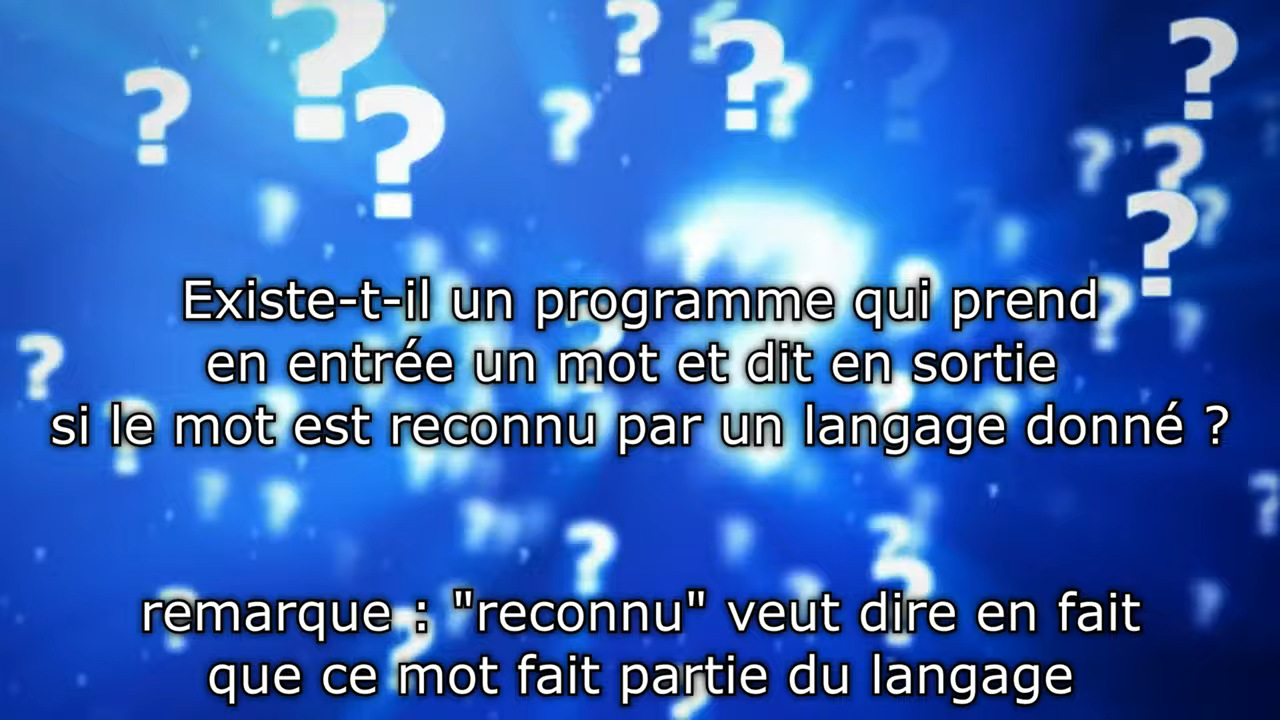 Existe-t-il un programme qui prend
en entrée un mot et dit en sortie
si le mot est reconnu par un langage donné ?
remarque : "reconnu" veut dire en fait
que ce mot fait partie du langage